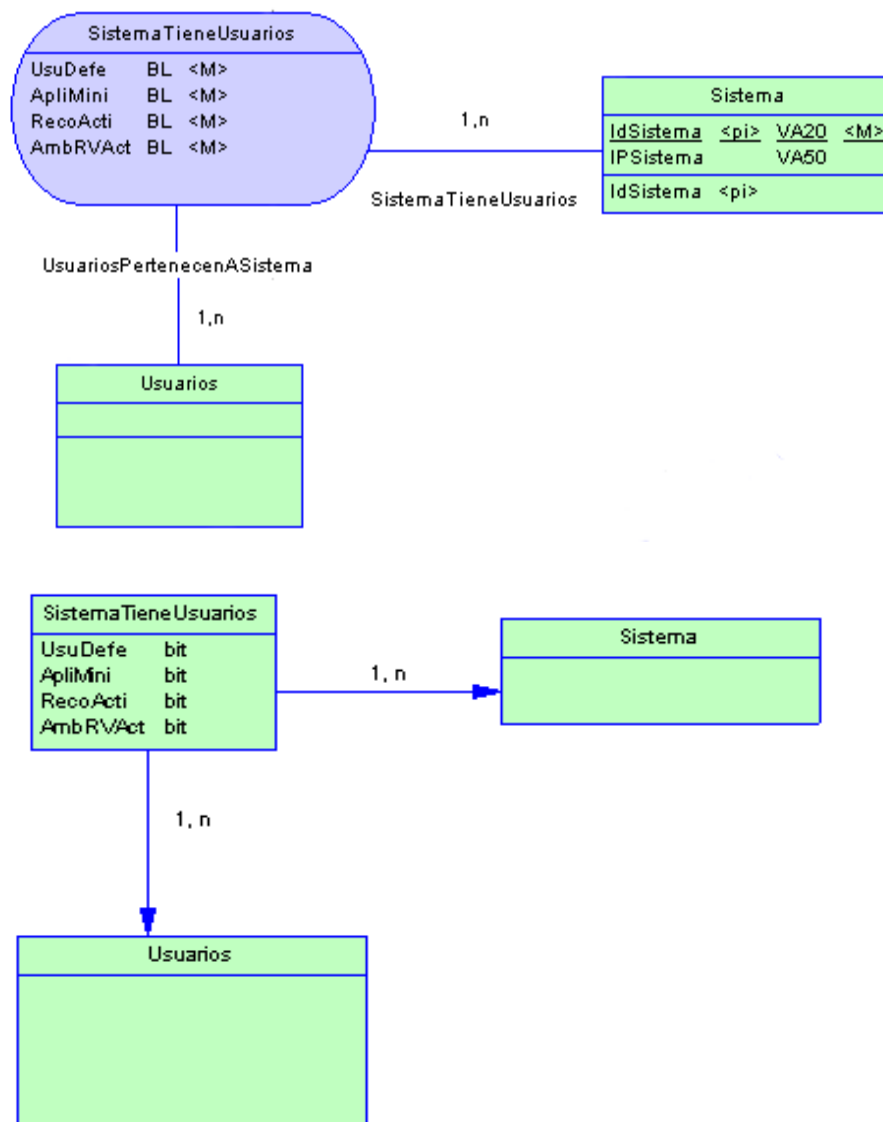 SistemaTieneUsuarios
UsuDefe BL <M>
ApliMini BL <M>
RecoActi BL <M>
AmbRVAct BL <M>
1,n
SistemaTieneUsuarios
Sistema
IdSistema <pi> VA20 <M>
IPSistema VA50
IdSistema <pi>
UsuariosPertenecenASistema
1,n
Usuarios
SistemaTieneUsuarios
UsuDefe bit
ApliMini bit
RecoActi bit
AmbRVAct bit
1, n
Sistema
1, n
Usuarios